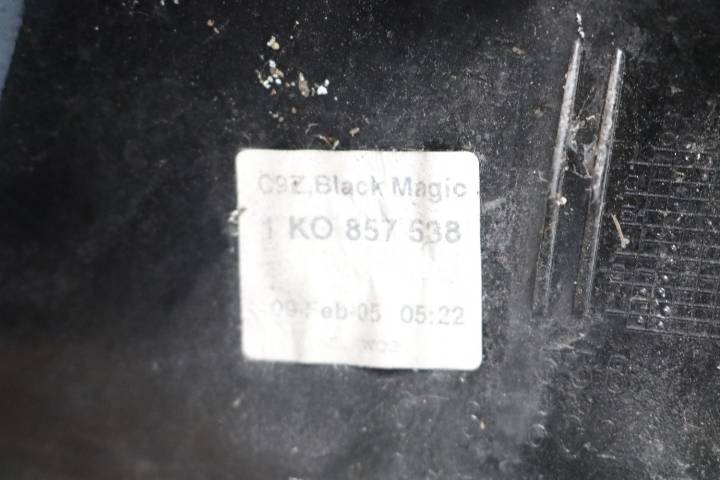 C9Z, Black Magic
1 KO 857 538
09-Feb-05 05:22